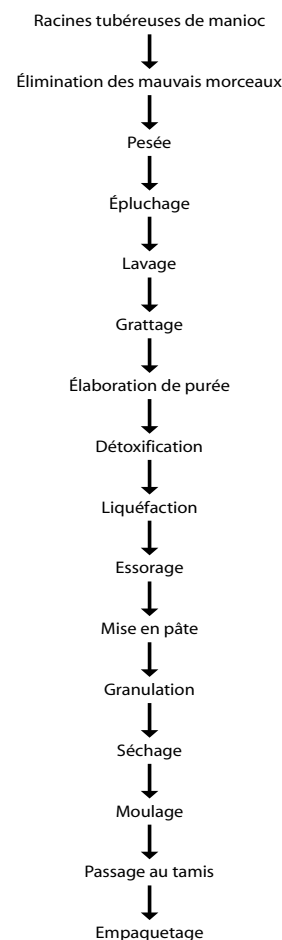 Racines tubéreuses de manioc
Élimination des mauvais morceaux
Pesée
Épluchage
Lavage
Grattage
Élaboration de purée
Détoxification
Liquéfaction
Essorage
Mise en pâte
Granulation
Séchage
Moulage
Passage au tamis
Empaquetage